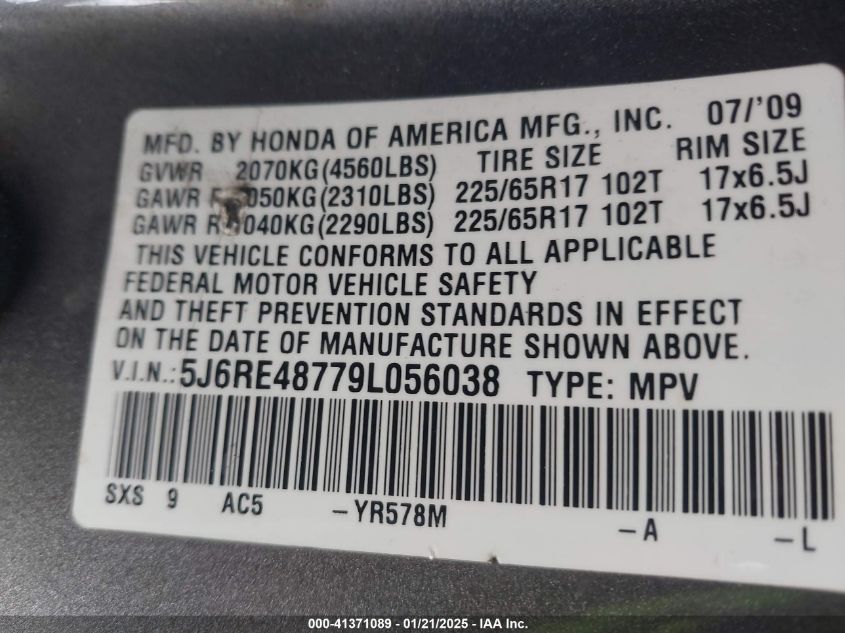 MFD. BY HONDA OF AMERICA MFG., INC. 07/'09
GVWR 2070KG(4560LBS) TIRE SIZE RIM SIZE
GAWR 050KG(2310LBS) 225/65R17 102T 17x6.5J
GAWR R 040KG(2290LBS) 225/65R17 102T 17x6.5J
THIS VEHICLE CONFORMS TO ALL APPLICABLE
FEDERAL MOTOR VEHICLE SAFETY
AND THEFT PREVENTION STANDARDS IN EFFECT
ON THE DATE OF MANUFACTURE SHOWN ABOVE.
V.I.N.: 5J6RE48779L056038 TYPE: MPV
SXS 9 AC5 -YR578M -A -L
000-41371089 - 01/21/2025 - IAA Inc.